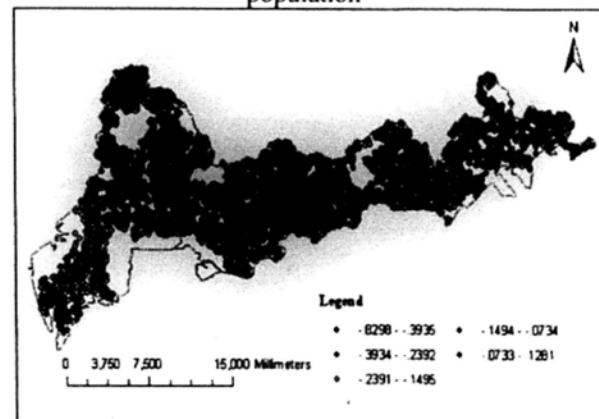 population
N
Legend
-.8298 - -.3935
-.1494 - -.0734
-.3934 - -.2392
-.0733 - .1281
-.2391 - -.1495
0 3,750 7,500 15,000 Millimeters